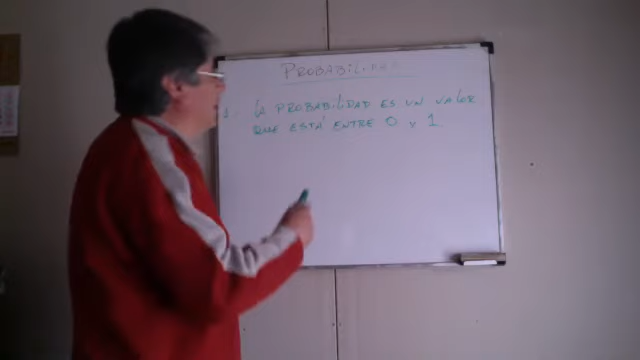 PROBABILIDAD
1. LA PROBABILIDAD ES UN VALOR
QUE ESTÁ ENTRE 0 y 1